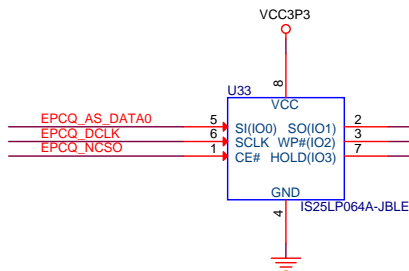 VCC3P3
U33
8
VCC
EPCQ_AS_DATA0 5 SI(IO0) SO(IO1) 2
EPCQ_DCLK 6 SCLK WP#(IO2) 3
EPCQ_NCSO 1 CE# HOLD(IO3) 7
GND
IS25LP064A-JBLE
4